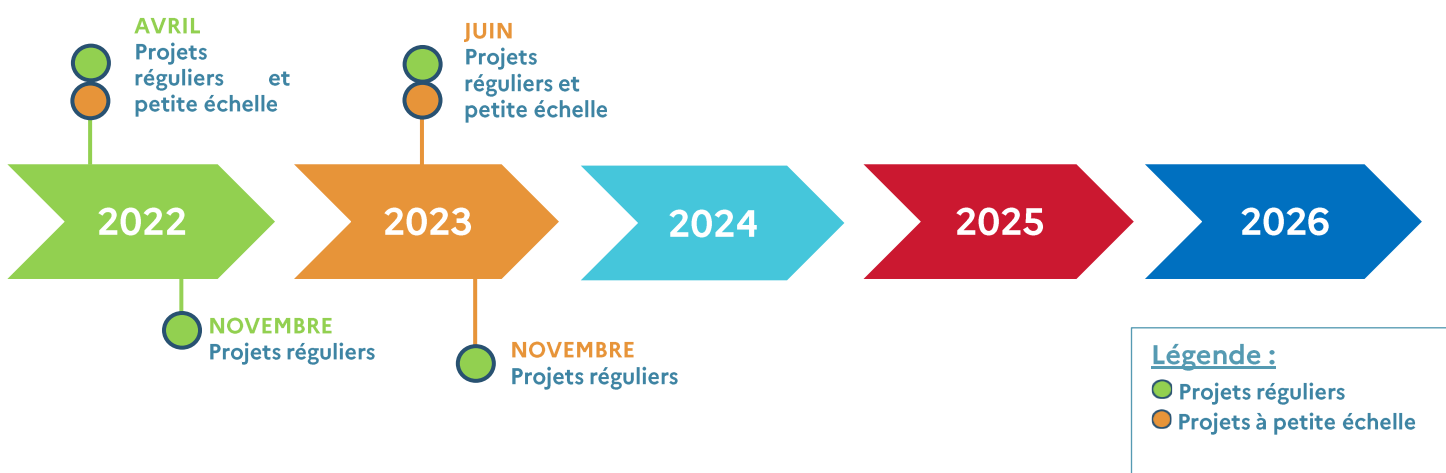 AVRIL
Projets
réguliers et
petite échelle
JUIN
Projets
réguliers et
petite échelle
2022
2023
2024
2025
2026
NOVEMBRE
Projets réguliers
NOVEMBRE
Projets réguliers
Légende :
Projets réguliers
Projets à petite échelle